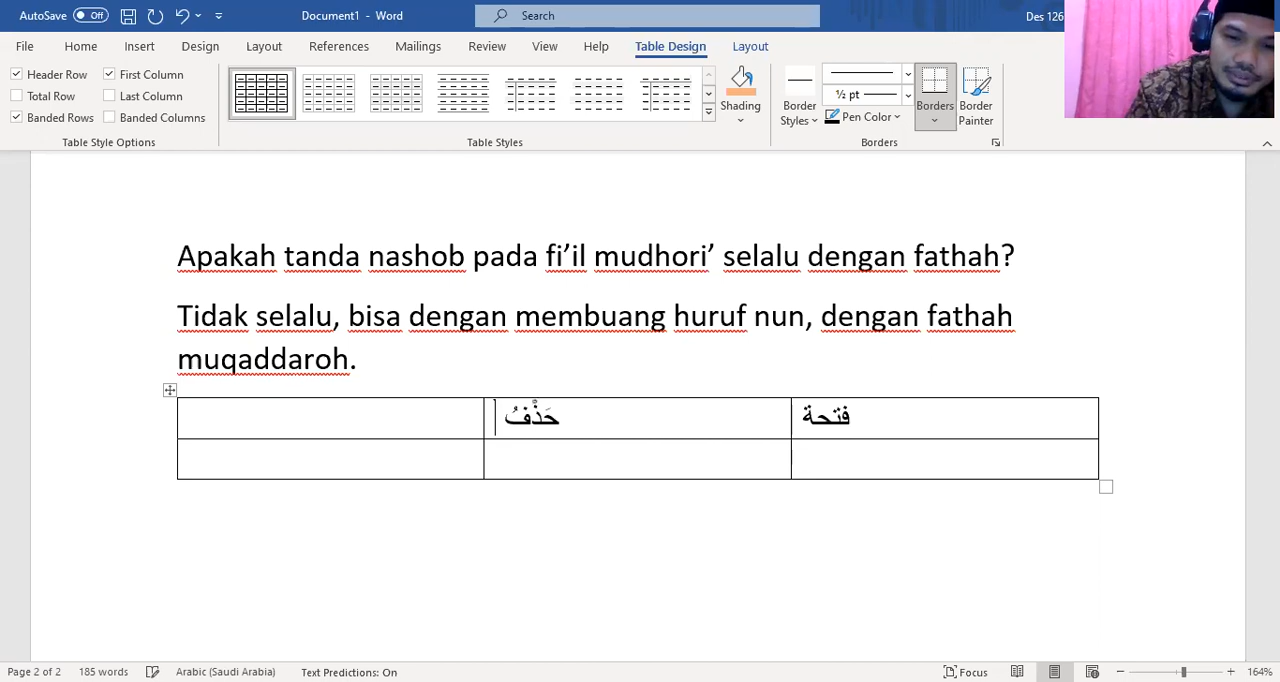 AutoSave Off Document1 - Word Search Des 126
File Home Insert Design Layout References Mailings Review View Help Table Design Layout
Header Row First Column
Total Row Last Column
Banded Rows Banded Columns
Table Style Options
Table Styles
Shading
Border Styles
½ pt
Pen Color
Borders
Border Painter
Borders
Apakah tanda nashob pada fi’il mudhori’ selalu dengan fathah?
Tidak selalu, bisa dengan membuang huruf nun, dengan fathah
muqaddaroh.
فتحة
حَذْفُ
Page 2 of 2 185 words Arabic (Saudi Arabia) Text Predictions: On Focus 164%